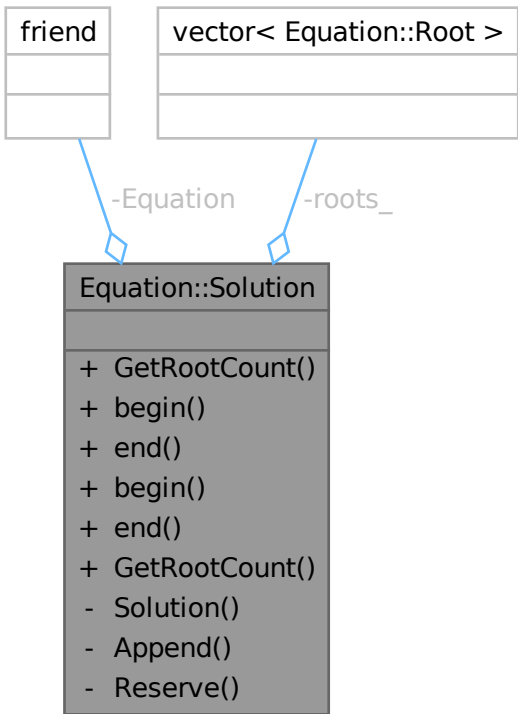 friend
vector< Equation::Root >
-Equation
-roots_
Equation::Solution
+ GetRootCount()
+ begin()
+ end()
+ begin()
+ end()
+ GetRootCount()
- Solution()
- Append()
- Reserve()